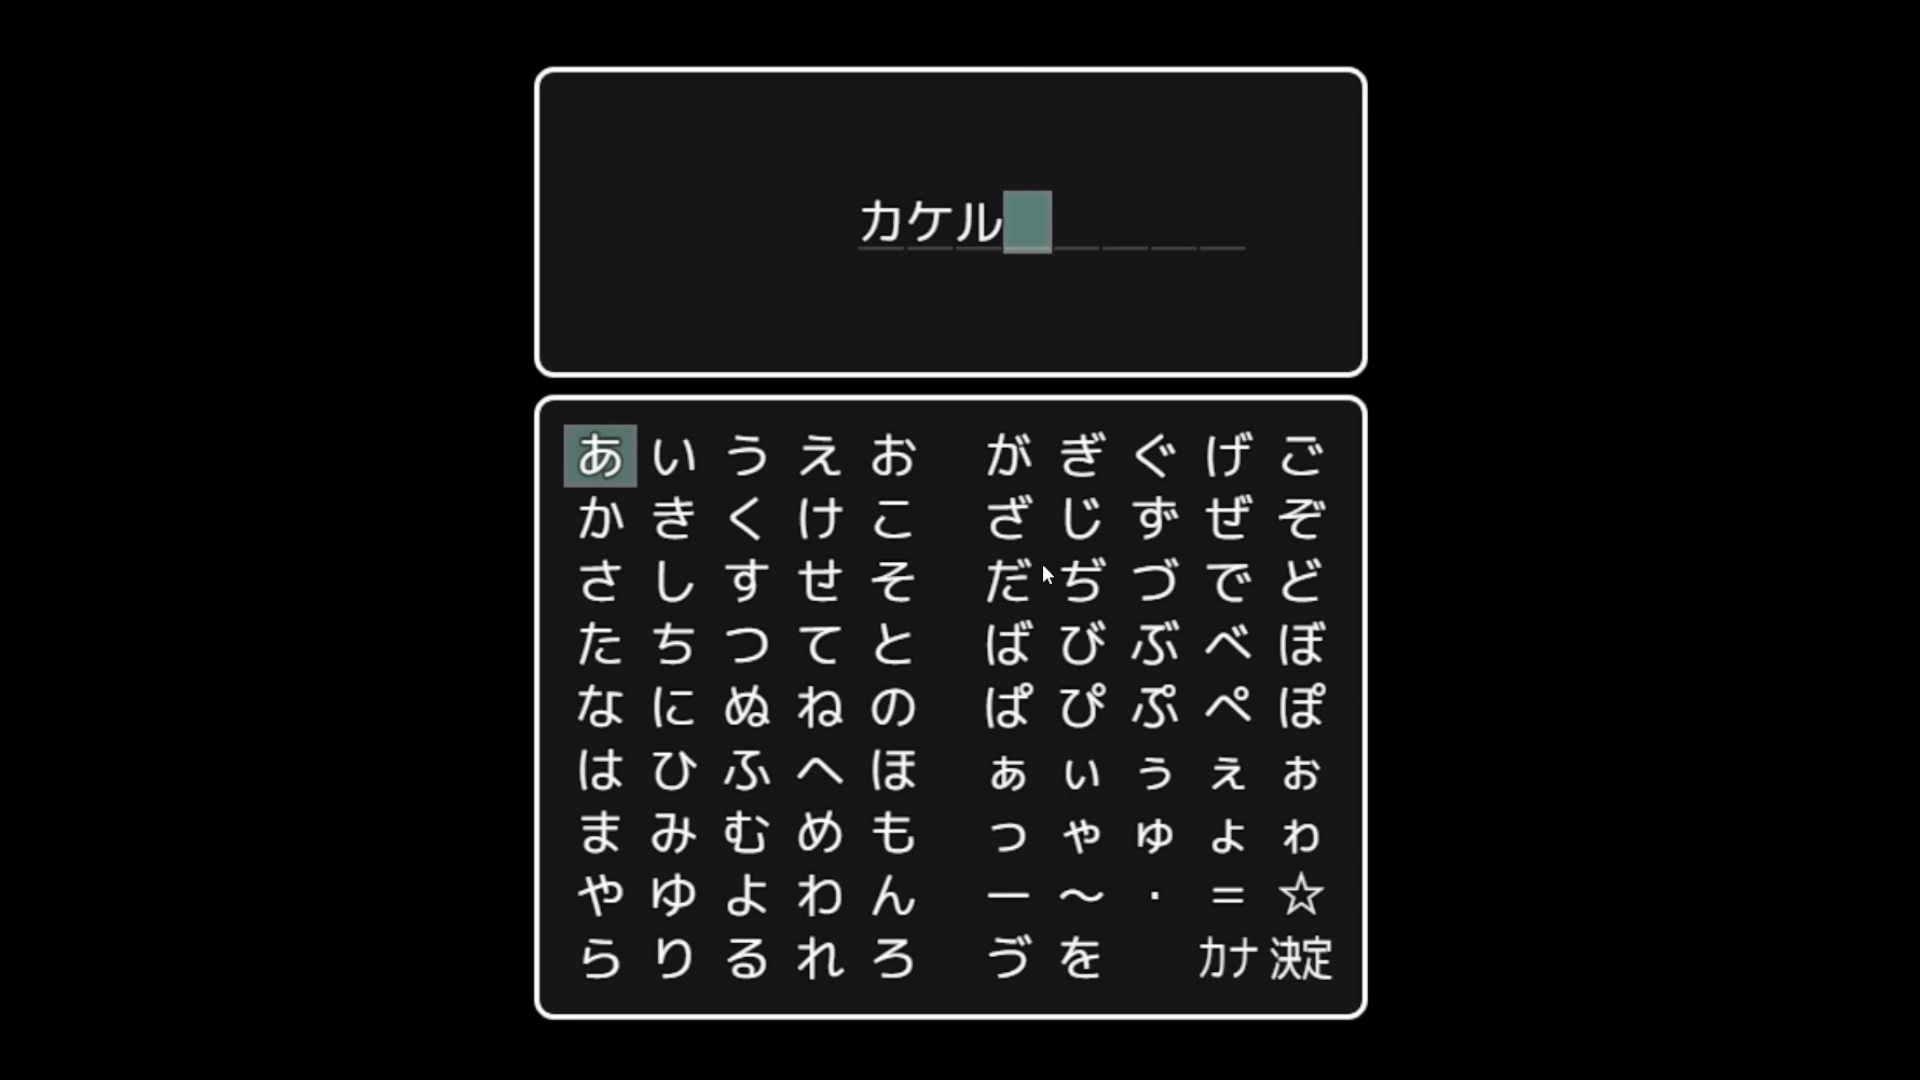 カケル
あ い う え お が ぎ ぐ げ ご
か き く け こ ざ じ ず ぜ ぞ
さ し す せ そ だ ぢ づ で ど
た ち つ て と ば び ぶ べ ぼ
な に ぬ ね の ぱ ぴ ぷ ぺ ぽ
は ひ ふ へ ほ ぁ ぃ ぅ ぇ ぉ
ま み む め も っ ゃ ゅ ょ ゎ
や ゆ よ わ ん ー ～ ・ = ☆
ら り る れ ろ ゔ を カナ 決定